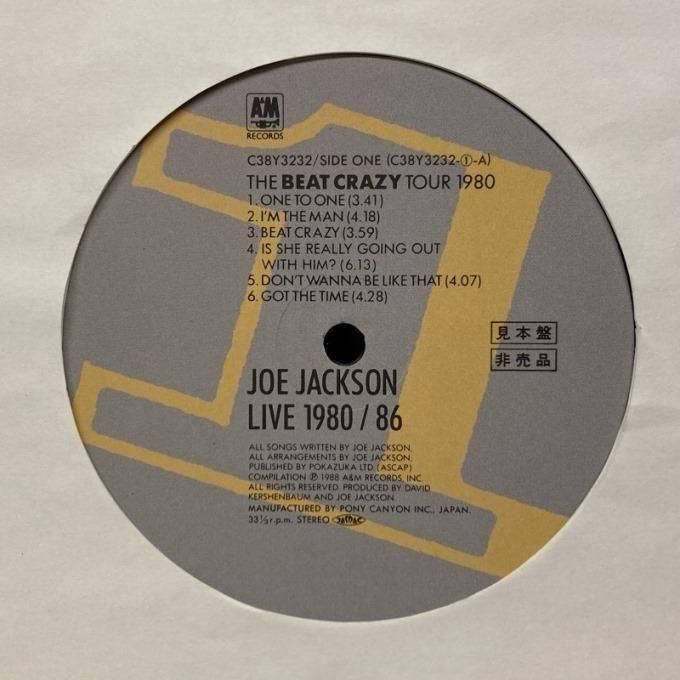 A&M
RECORDS
C38Y3232/SIDE ONE (C38Y3232-①-A)
THE BEAT CRAZY TOUR 1980
1. ONE TO ONE (3.41)
2. I'M THE MAN (4.18)
3. BEAT CRAZY (3.59)
4. IS SHE REALLY GOING OUT
WITH HIM? (6.13)
5. DON'T WANNA BE LIKE THAT (4.07)
6. GOT THE TIME (4.28)
見本盤
非売品
JOE JACKSON
LIVE 1980 / 86
ALL SONGS WRITTEN BY JOE JACKSON.
ALL ARRANGEMENTS BY JOE JACKSON.
PUBLISHED BY POKAZUKA LTD. (ASCAP)
COMPILATION ℗ 1988 A&M RECORDS, INC.
ALL RIGHTS RESERVED. PRODUCED BY DAVID
KERSHENBAUM AND JOE JACKSON.
MANUFACTURED BY PONY CANYON INC., JAPAN.
33⅓ r.p.m. STEREO JASRAC